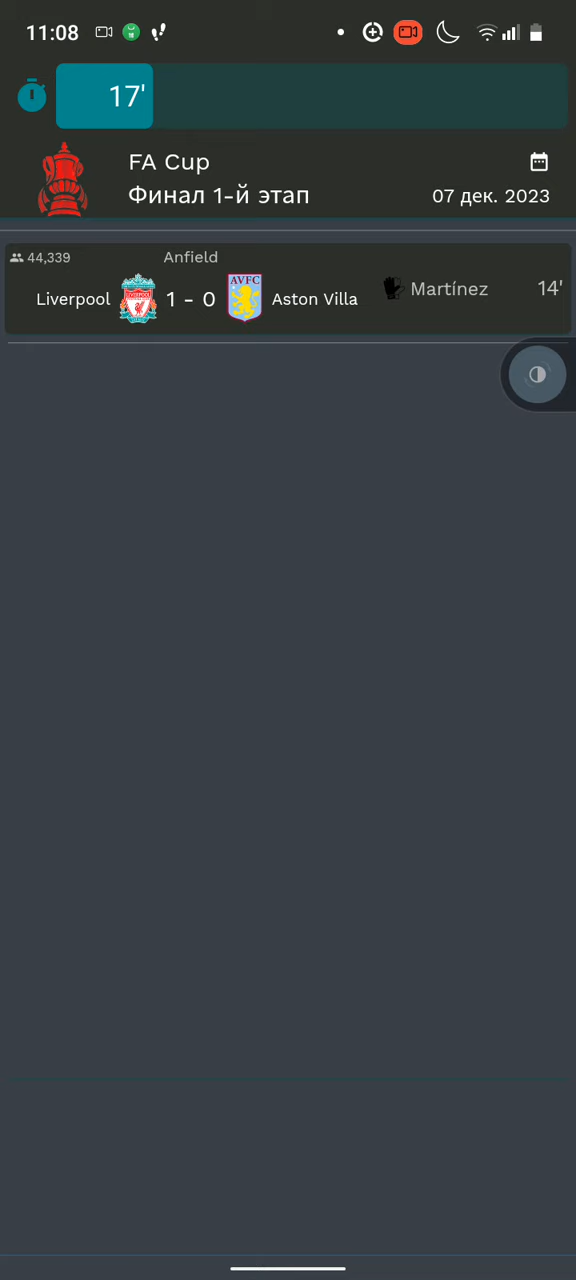 11:08
17'
FA Cup
Финал 1-й этап
07 дек. 2023
44,339
Anfield
Liverpool 1 - 0 AVFC Aston Villa
Martínez 14'